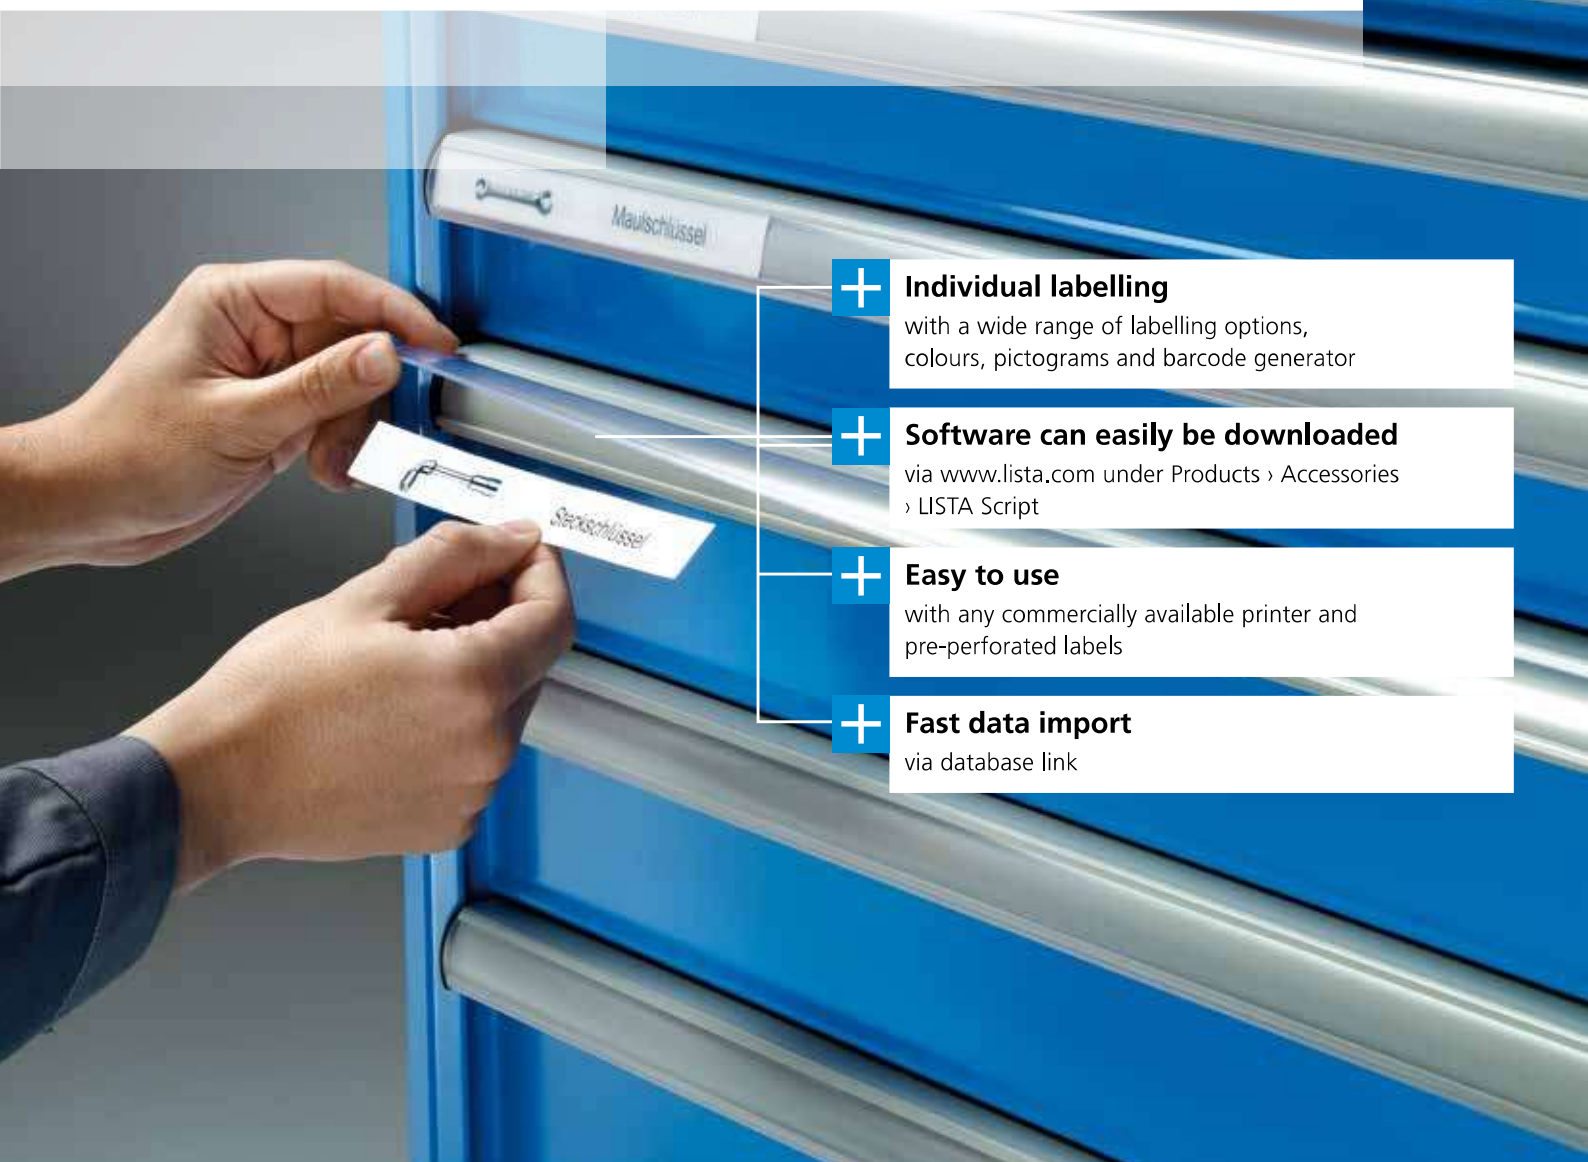 Maulschlüssel
Steckschlüssel
Individual labelling
with a wide range of labelling options,
colours, pictograms and barcode generator
Software can easily be downloaded
via www.lista.com under Products › Accessories
› LISTA Script
Easy to use
with any commercially available printer and
pre-perforated labels
Fast data import
via database link